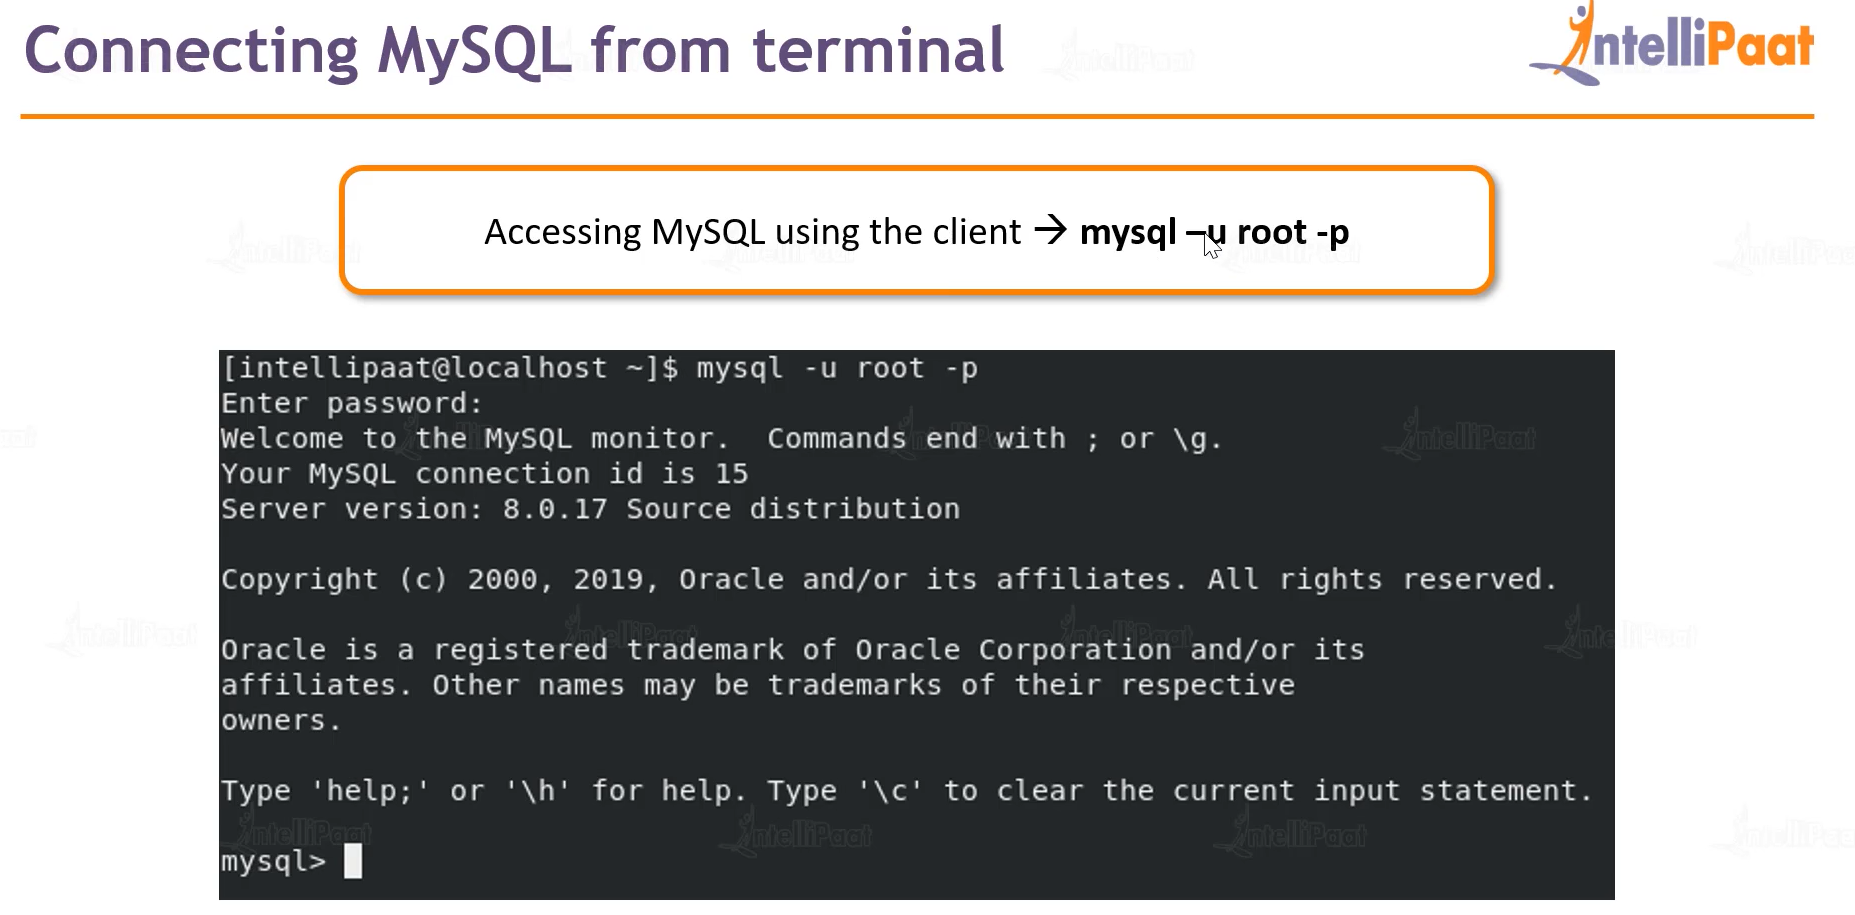 Connecting MySQL from terminal
IntelliPaat
Accessing MySQL using the client → mysql –u root -p
[intellipaat@localhost ~]$ mysql -u root -p
Enter password:
Welcome to the MySQL monitor.  Commands end with ; or \g.
Your MySQL connection id is 15
Server version: 8.0.17 Source distribution
Copyright (c) 2000, 2019, Oracle and/or its affiliates. All rights reserved.
Oracle is a registered trademark of Oracle Corporation and/or its
affiliates. Other names may be trademarks of their respective
owners.
Type 'help;' or '\h' for help. Type '\c' to clear the current input statement.
mysql>